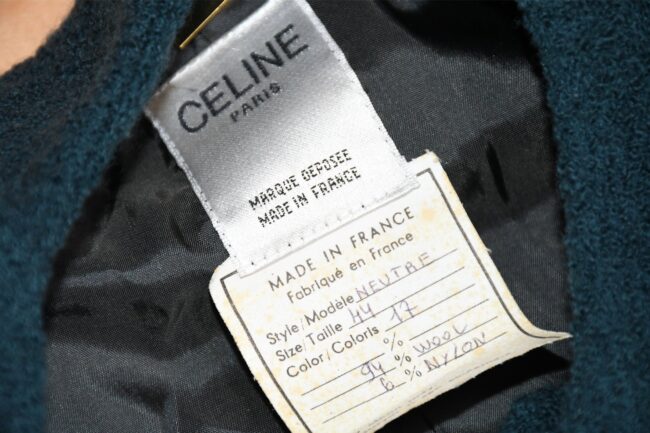 CELINE
PARIS
MARQUE DEPOSEE
MADE IN FRANCE
MADE IN FRANCE
Fabriqué en France
Style/Modèle NEUTRE
Size/Taille 44
Color/Coloris 17
%
94 % WOOL
6 % NYLON